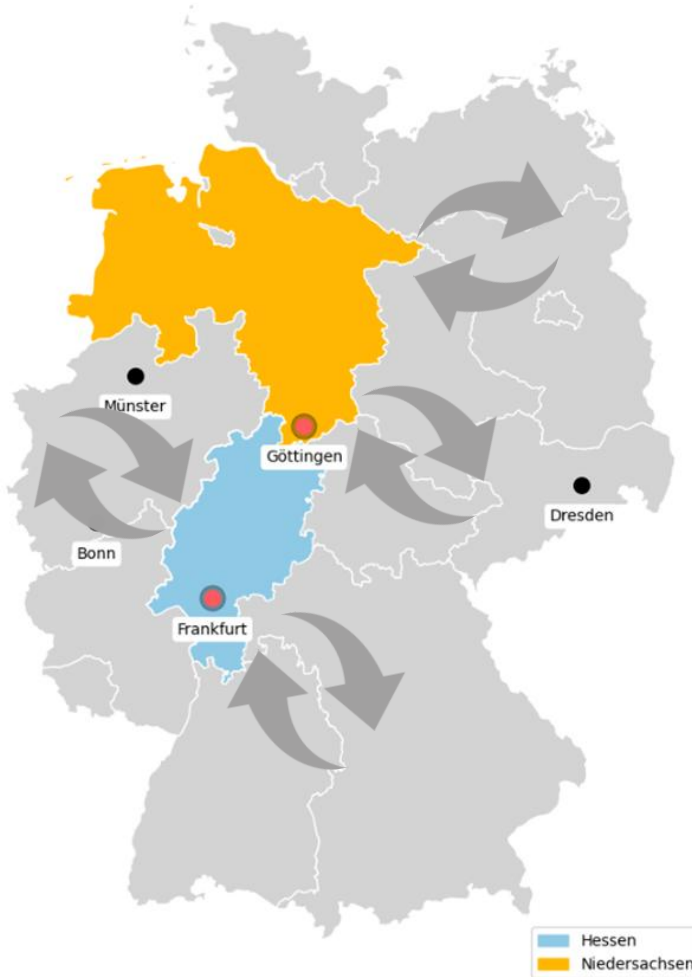 Münster
Göttingen
Dresden
Bonn
Frankfurt
Hessen
Niedersachsen